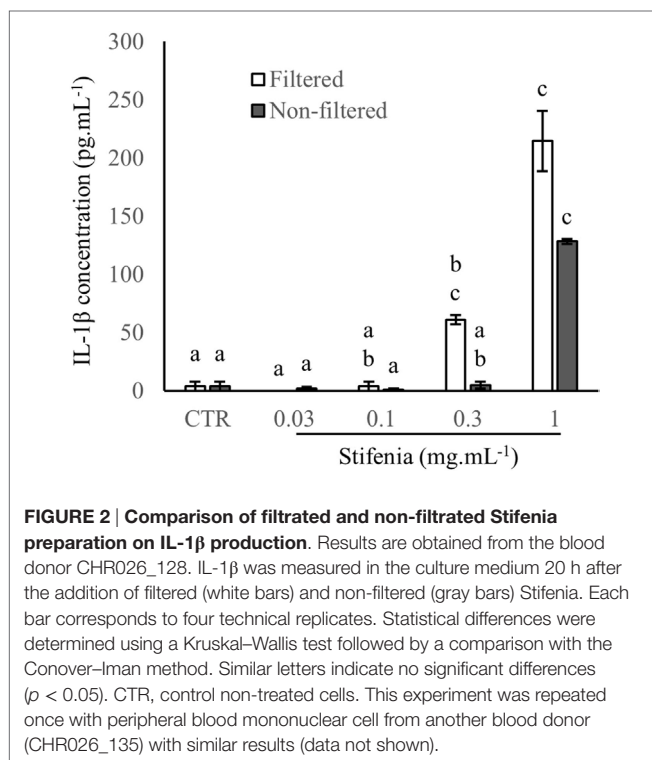 300
250
200
150
100
50
0
IL-1β concentration (pg.mL⁻¹)
Filtered
Non-filtered
a a
a a
a
b a
b
c
a
b
c
c
CTR 0.03 0.1 0.3 1
Stifenia (mg.mL⁻¹)
FIGURE 2 | Comparison of filtrated and non-filtrated Stifenia
preparation on IL-1β production. Results are obtained from the blood
donor CHR026_128. IL-1β was measured in the culture medium 20 h after
the addition of filtered (white bars) and non-filtered (gray bars) Stifenia. Each
bar corresponds to four technical replicates. Statistical differences were
determined using a Kruskal–Wallis test followed by a comparison with the
Conover–Iman method. Similar letters indicate no significant differences
(p < 0.05). CTR, control non-treated cells. This experiment was repeated
once with peripheral blood mononuclear cell from another blood donor
(CHR026_135) with similar results (data not shown).